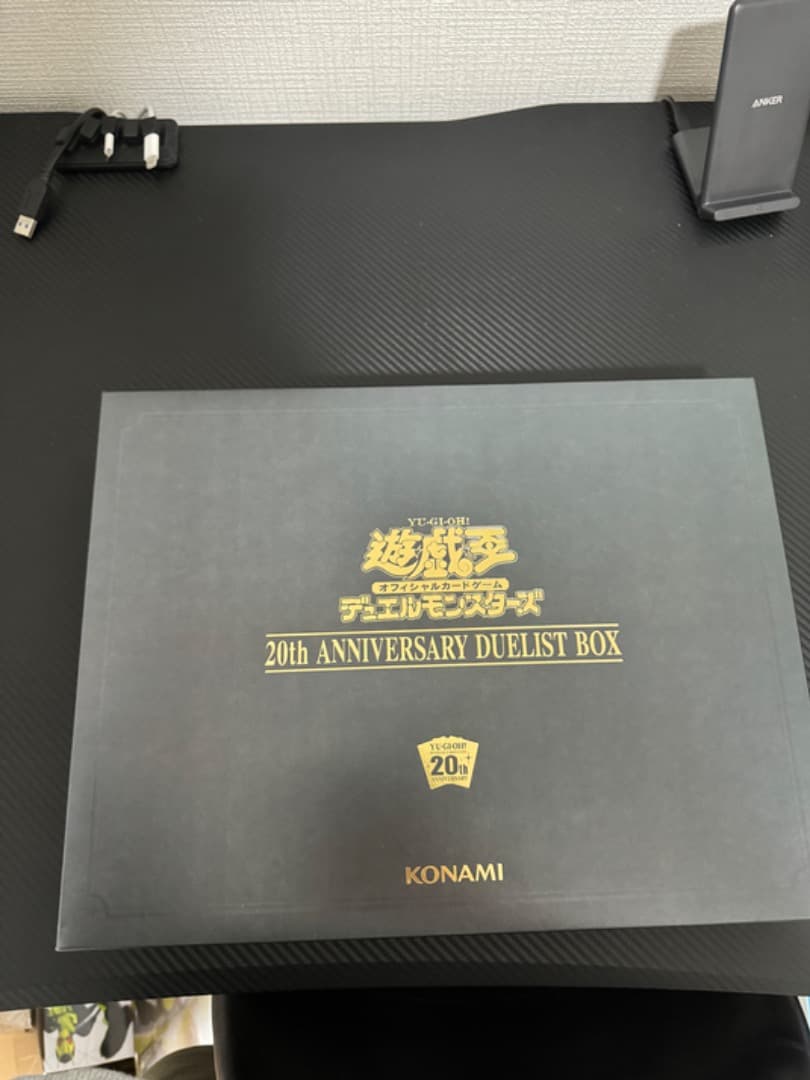 ANKER
YU-GI-OH!
遊戯王
オフィシャルカードゲーム
デュエルモンスターズ
20th ANNIVERSARY DUELIST BOX
YU-GI-OH!
20th
ANNIVERSARY
KONAMI